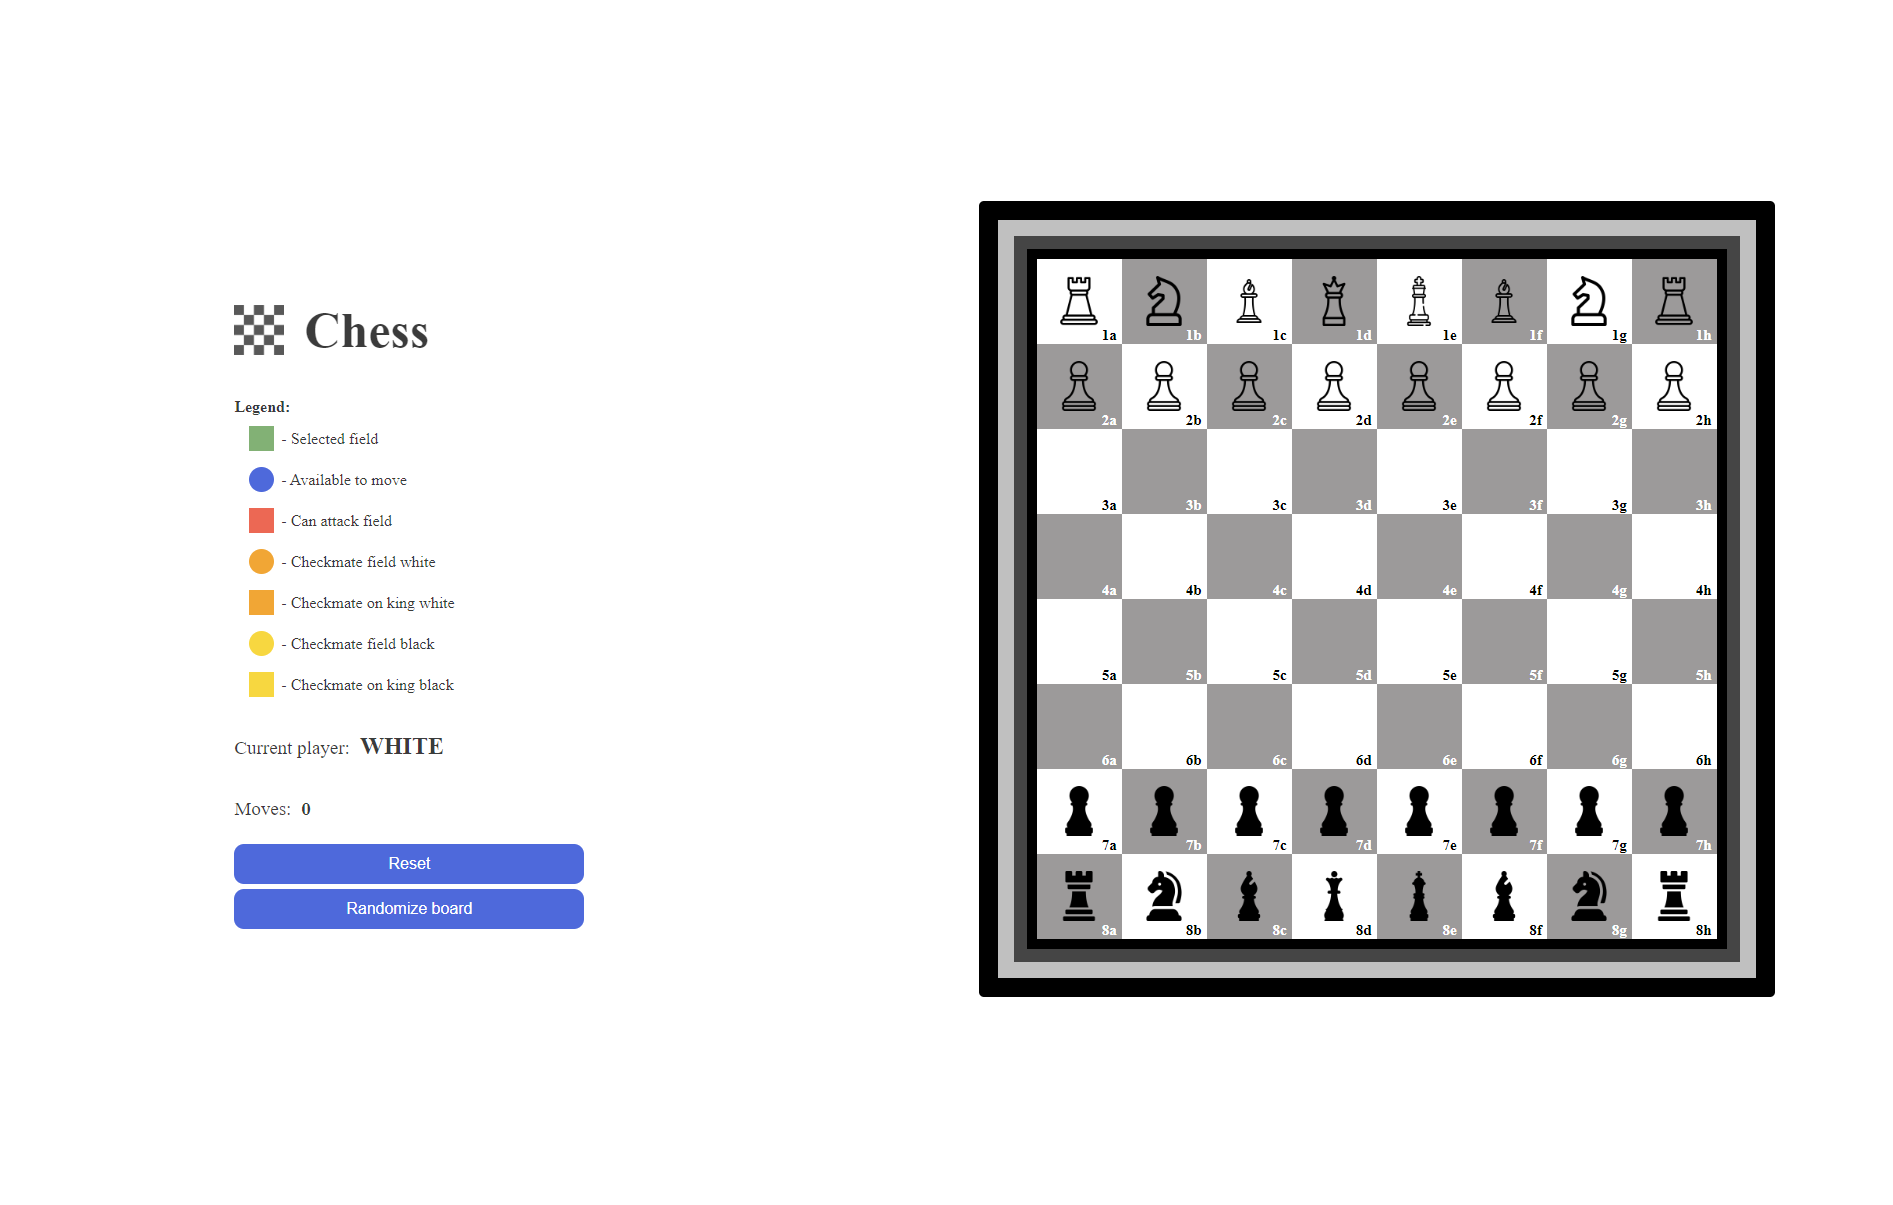 Chess
Legend:
- Selected field
- Available to move
- Can attack field
- Checkmate field white
- Checkmate on king white
- Checkmate field black
- Checkmate on king black
Current player: WHITE
Moves: 0
Reset
Randomize board
1a 1b 1c 1d 1e 1f 1g 1h
2a 2b 2c 2d 2e 2f 2g 2h
3a 3b 3c 3d 3e 3f 3g 3h
4a 4b 4c 4d 4e 4f 4g 4h
5a 5b 5c 5d 5e 5f 5g 5h
6a 6b 6c 6d 6e 6f 6g 6h
7a 7b 7c 7d 7e 7f 7g 7h
8a 8b 8c 8d 8e 8f 8g 8h